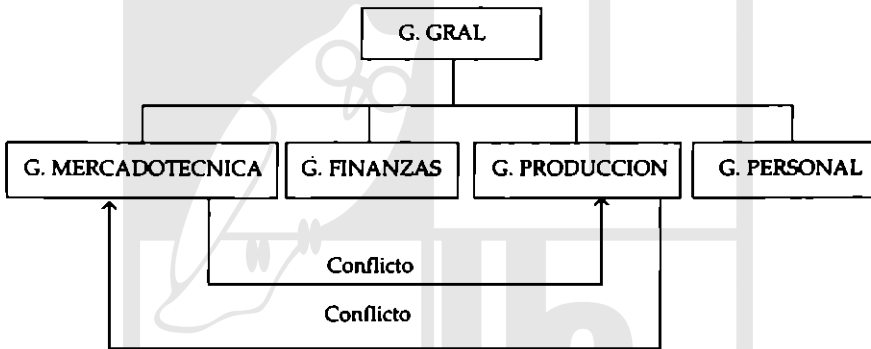 G. GRAL
G. MERCADOTECNICA
G. FINANZAS
G. PRODUCCION
G. PERSONAL
Conflicto
Conflicto